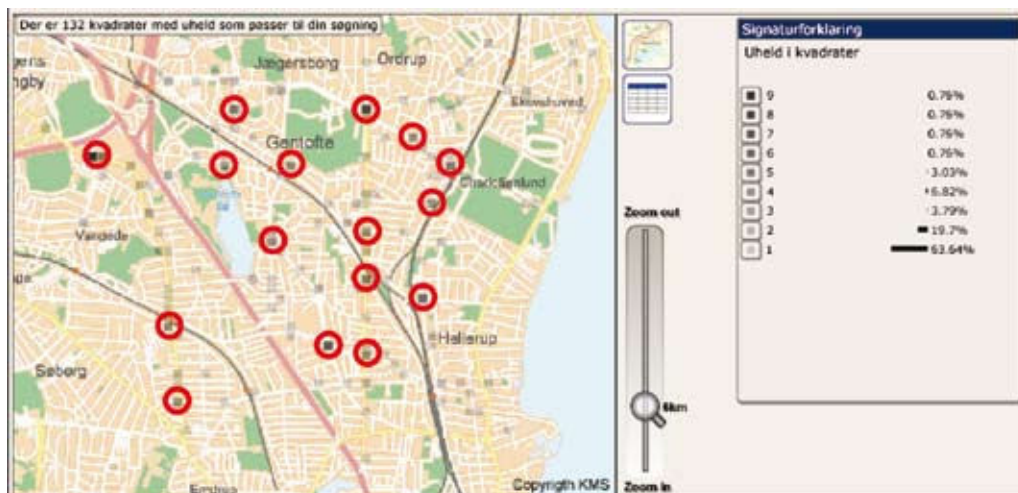 Der er 132 kvadrater med uheld som passer til din søgning
Jægersborg
Ordrup
ngby
Gentofte
Charlottenlund
Vangede
Hellerup
Søborg
Copyrigth KMS
Zoom out
6km
Zoom in
Signaturforklaring
Uheld i kvadrater
9 0.76%
8 0.76%
7 0.76%
6 0.76%
5 3.03%
4 6.82%
3 3.79%
2 19.7%
1 63.64%